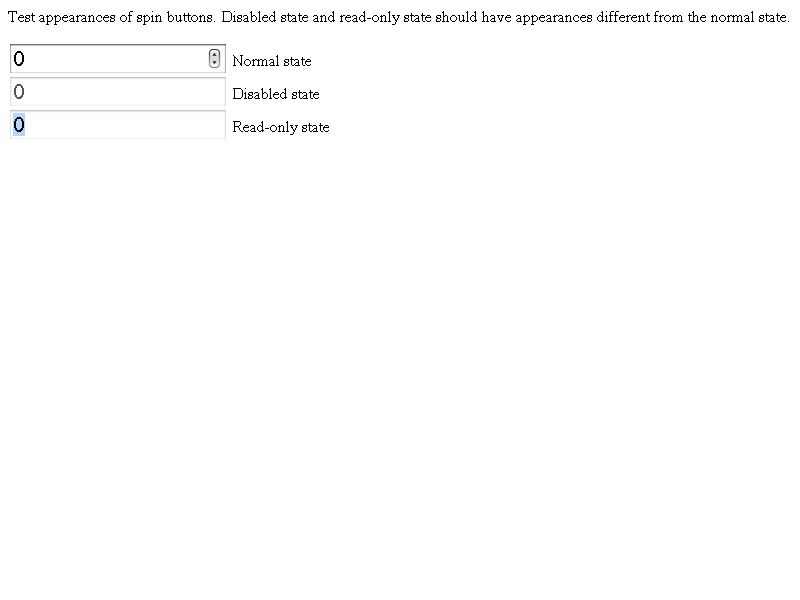 Test appearances of spin buttons. Disabled state and read-only state should have appearances different from the normal state.
0 Normal state
0 Disabled state
0 Read-only state